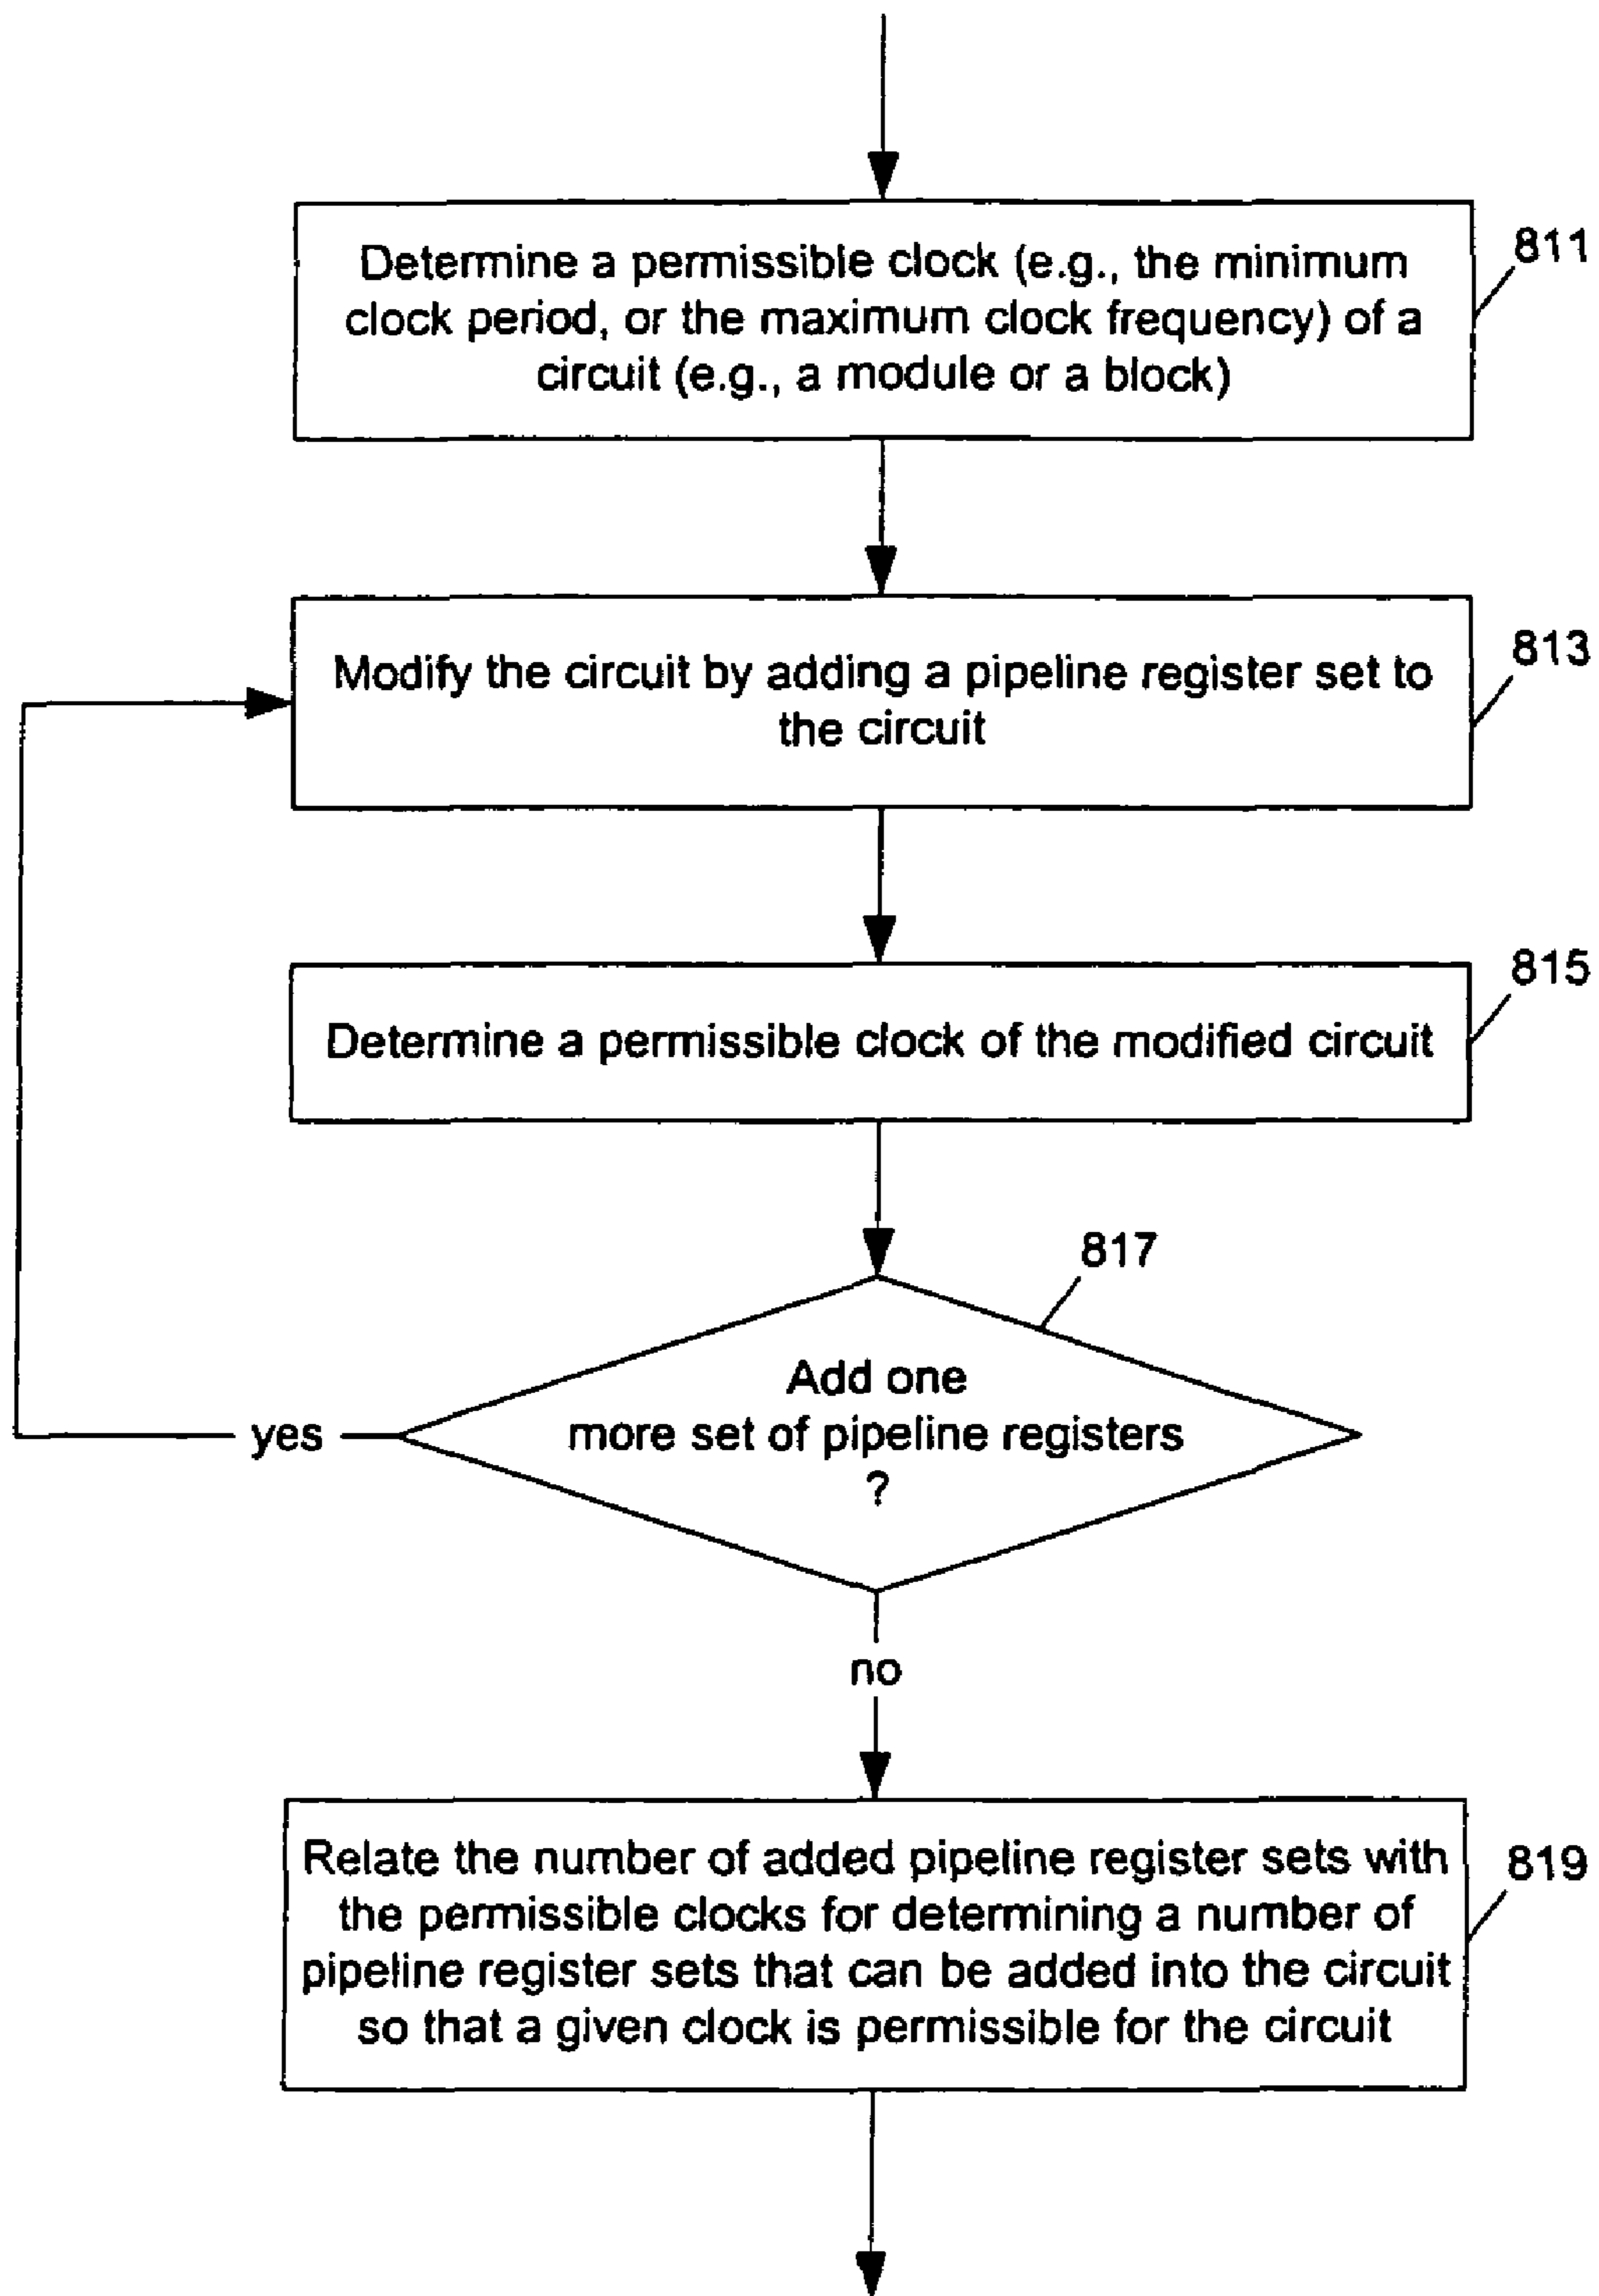 Determine a permissible clock (e.g., the minimum
clock period, or the maximum clock frequency) of a
circuit (e.g., a module or a block)
811
Modify the circuit by adding a pipeline register set to
the circuit
813
Determine a permissible clock of the modified circuit
815
817
Add one
more set of pipeline registers
?
yes
no
Relate the number of added pipeline register sets with
the permissible clocks for determining a number of
pipeline register sets that can be added into the circuit
so that a given clock is permissible for the circuit
819